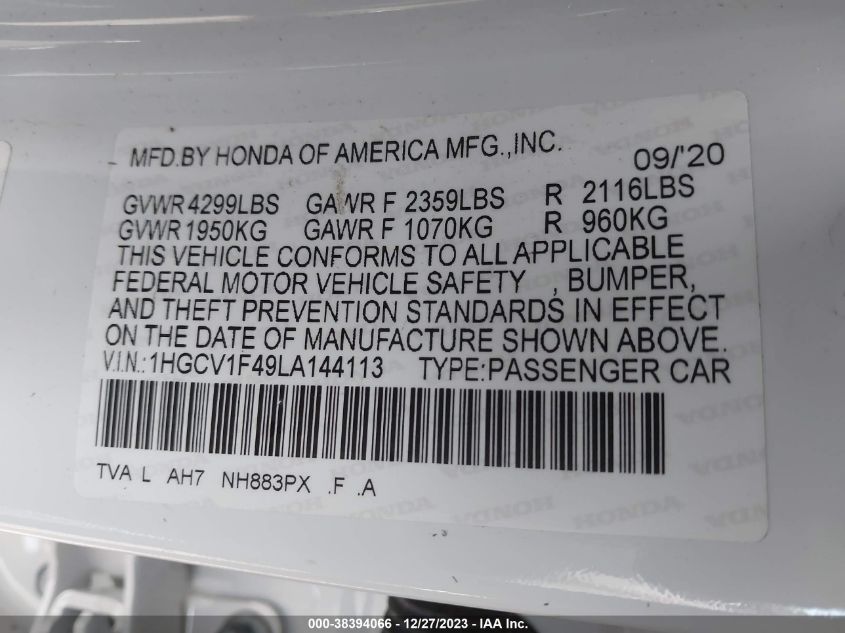 MFD.BY HONDA OF AMERICA MFG.,INC. 09/'20
GVWR 4299LBS GAWR F 2359LBS R 2116LBS
GVWR 1950KG GAWR F 1070KG R 960KG
THIS VEHICLE CONFORMS TO ALL APPLICABLE
FEDERAL MOTOR VEHICLE SAFETY , BUMPER,
AND THEFT PREVENTION STANDARDS IN EFFECT
ON THE DATE OF MANUFACTURE SHOWN ABOVE.
V.I.N.:1HGCV1F49LA144113 TYPE:PASSENGER CAR
TVA L AH7 NH883PX .F .A
HONDA
000-38394066 - 12/27/2023 - IAA Inc.